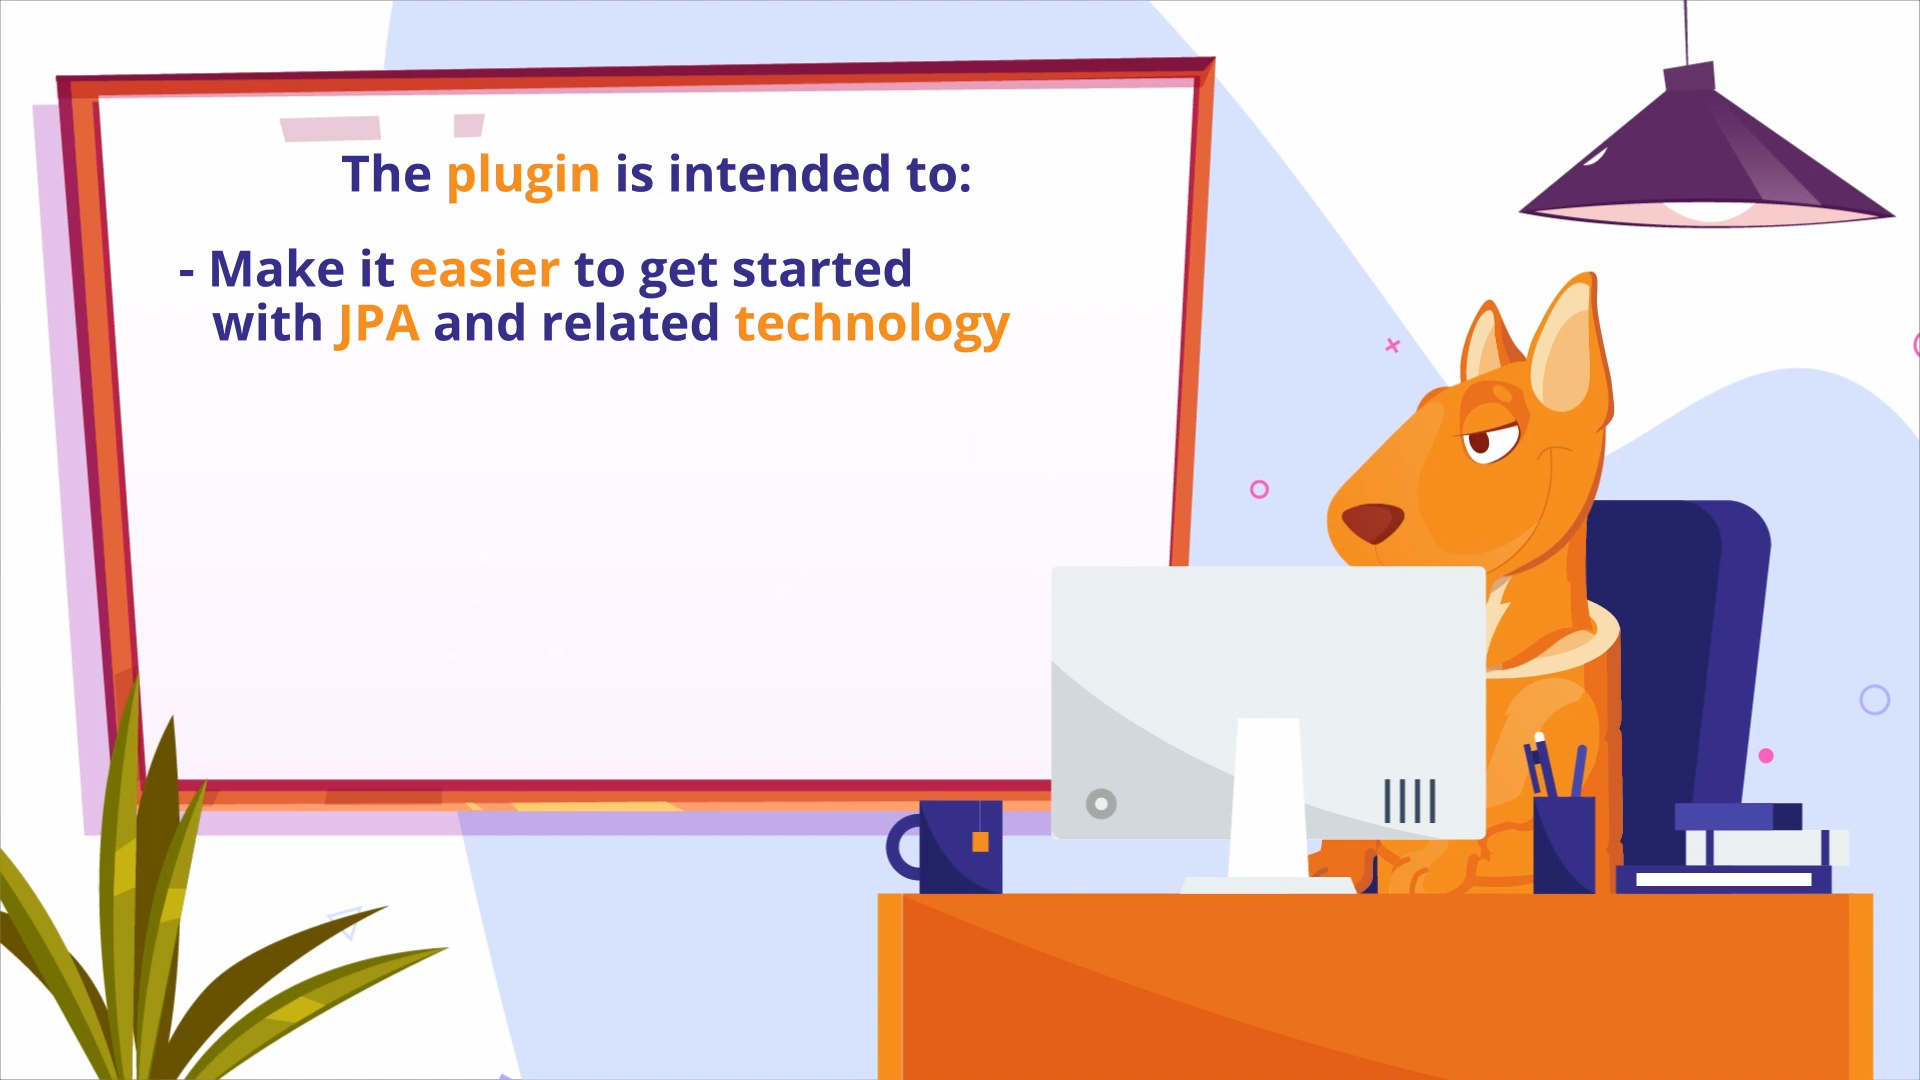 The plugin is intended to:
- Make it easier to get started
with JPA and related technology